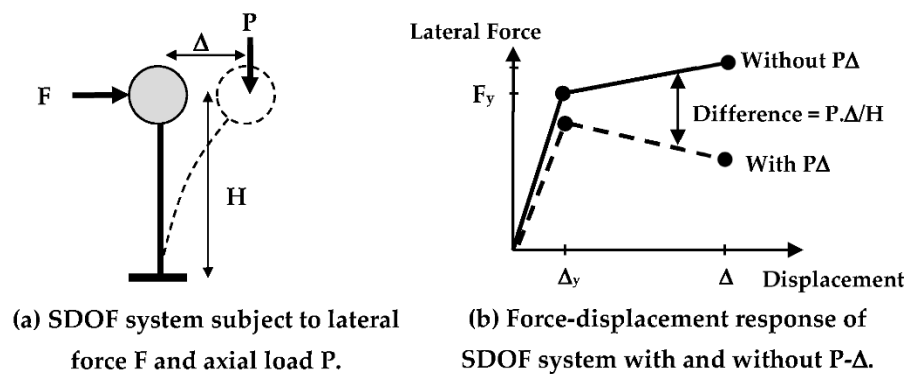 P
Δ
F
H
(a) SDOF system subject to lateral
force F and axial load P.
Lateral Force
Without PΔ
Fy
Difference = P.Δ/H
With PΔ
Δy
Δ
Displacement
(b) Force-displacement response of
SDOF system with and without P-Δ.